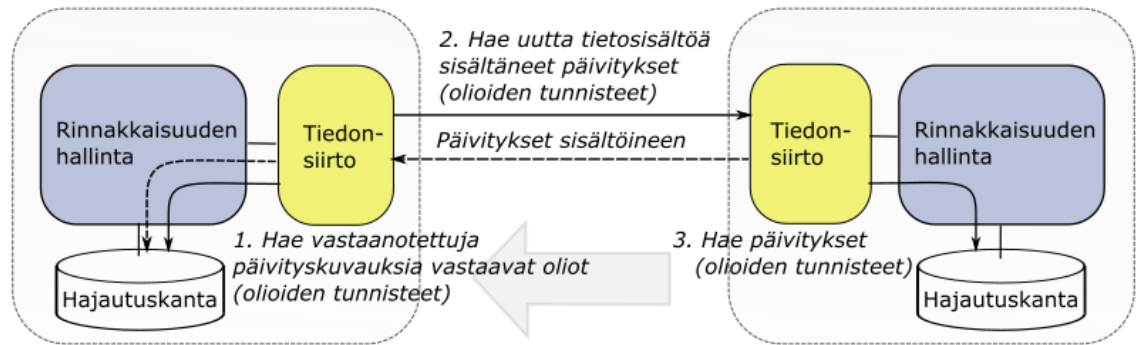 Rinnakkaisuuden
hallinta
Tiedon-
siirto
Hajautuskanta
1. Hae vastaanotettuja
päivityskuvauksia vastaavat oliot
(olioiden tunnisteet)
2. Hae uutta tietosisältöä
sisältäneet päivitykset
(olioiden tunnisteet)
Päivitykset sisältöineen
Tiedon-
siirto
Rinnakkaisuuden
hallinta
3. Hae päivitykset
(olioiden tunnisteet)
Hajautuskanta